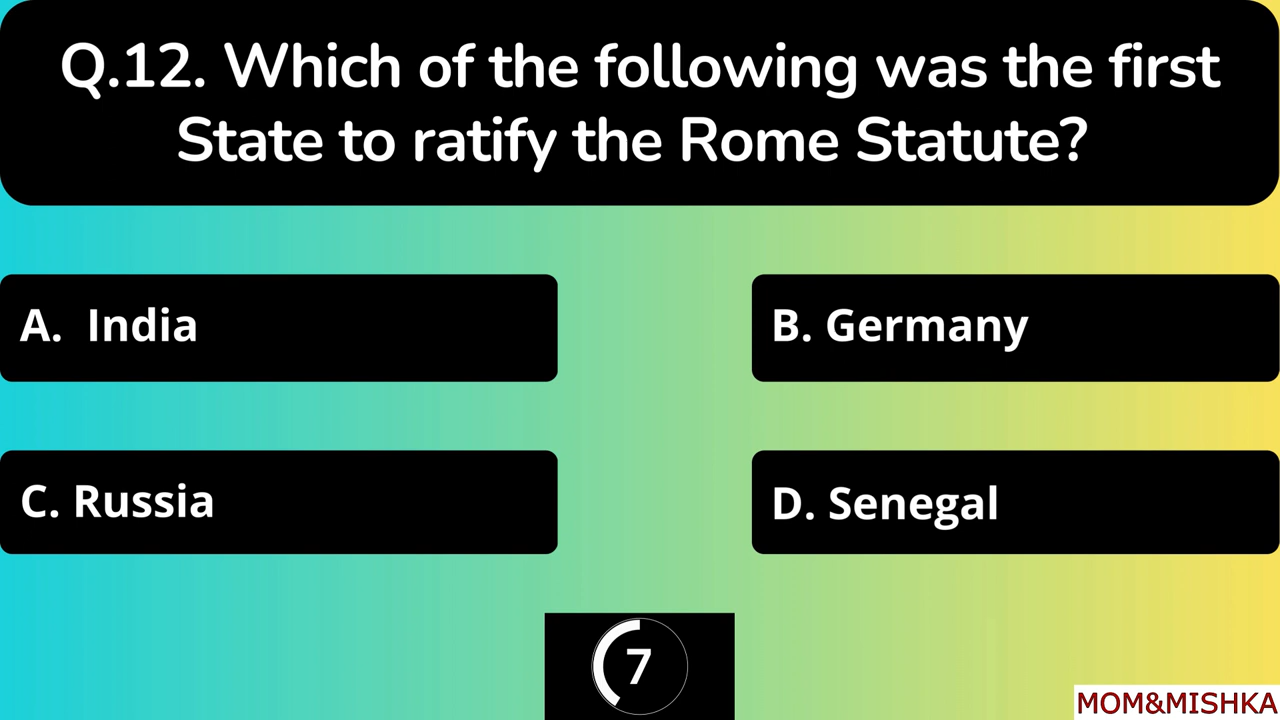 Q.12. Which of the following was the first
State to ratify the Rome Statute?
A. India
B. Germany
C. Russia
D. Senegal
7
MOM&MISHKA